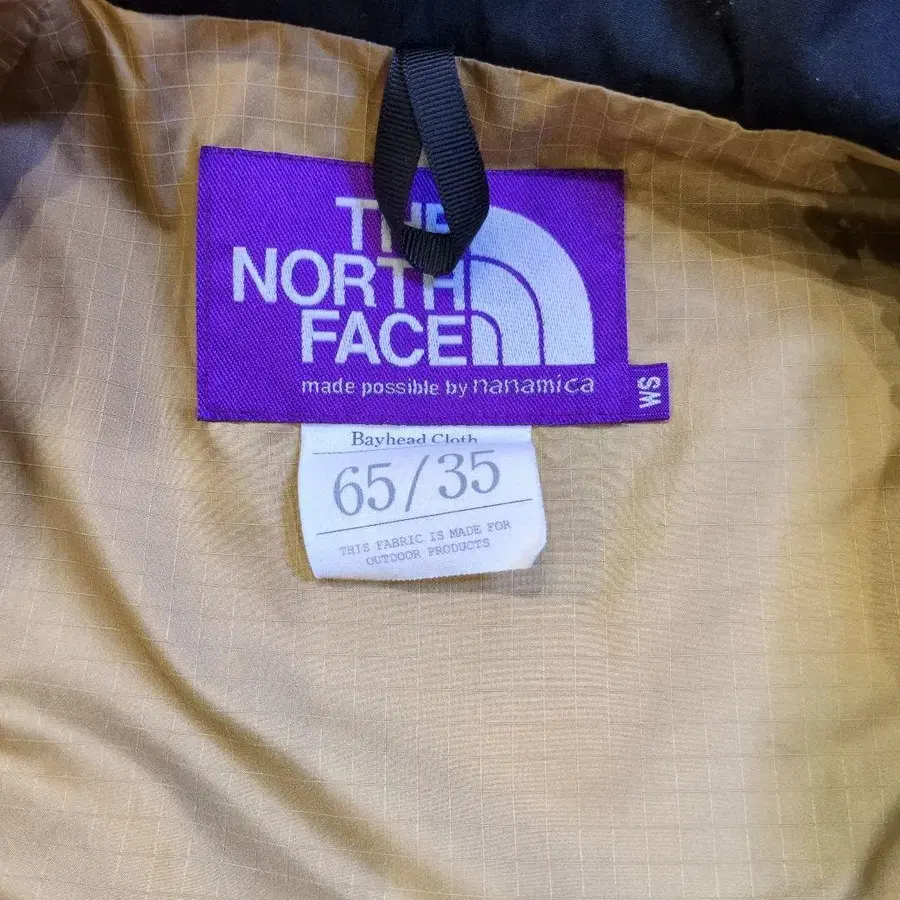 THE
NORTH
FACE
made possible by nanamica
WS
Bayhead Cloth
65/35
THIS FABRIC IS MADE FOR
OUTDOOR PRODUCTS